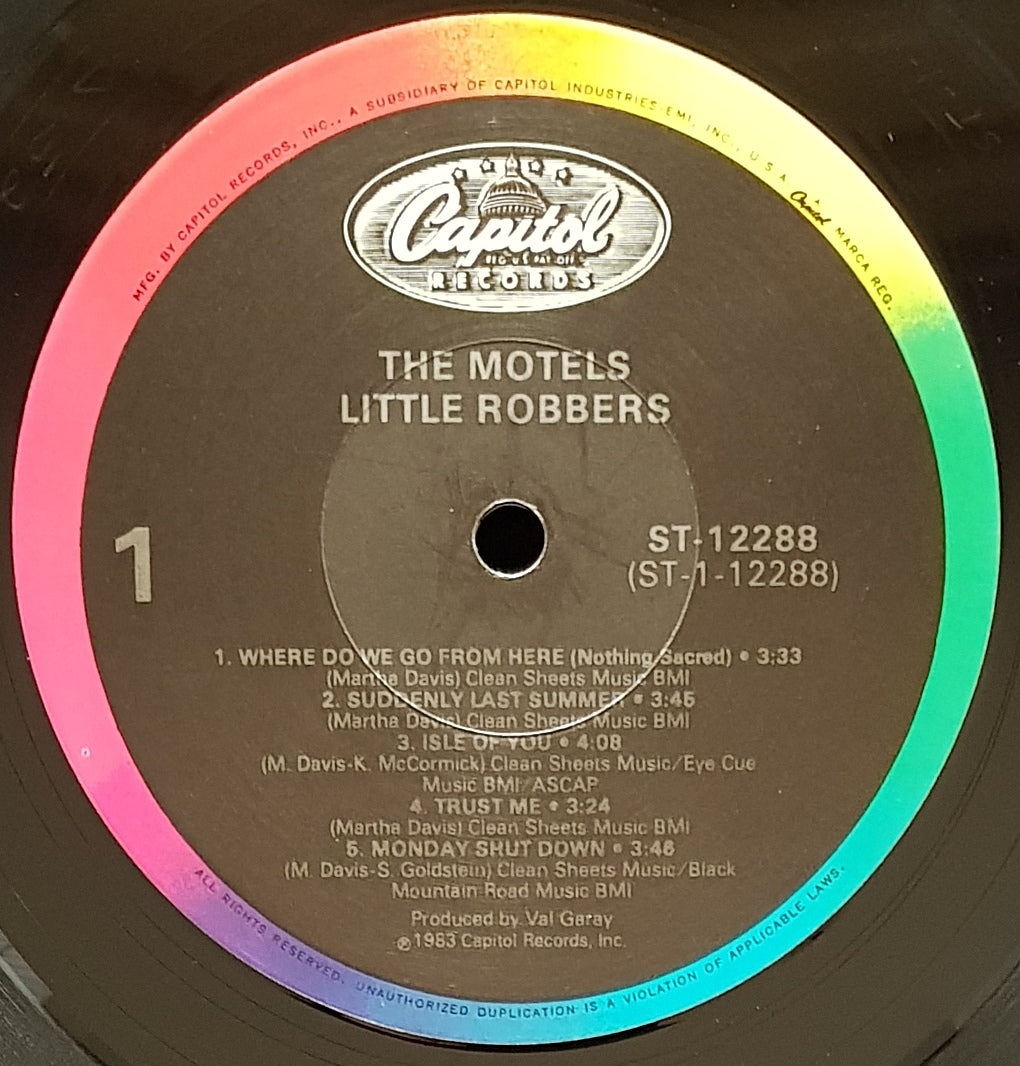 MFG. BY CAPITOL RECORDS, INC., A SUBSIDIARY OF CAPITOL INDUSTRIES-EMI, INC., U.S.A. Capitol MARCA REG.
Capitol
REG. U.S. PAT. OFF.
RECORDS
THE MOTELS
LITTLE ROBBERS
1
ST-12288
(ST-1-12288)
1. WHERE DO WE GO FROM HERE (Nothing Sacred) • 3:33
(Martha Davis) Clean Sheets Music BMI
2. SUDDENLY LAST SUMMER • 3:45
(Martha Davis) Clean Sheets Music BMI
3. ISLE OF YOU • 4:08
(M. Davis-K. McCormick) Clean Sheets Music/Eye Cue
Music BMI/ASCAP
4. TRUST ME • 3:24
(Martha Davis) Clean Sheets Music BMI
5. MONDAY SHUT DOWN • 3:46
(M. Davis-S. Goldstein) Clean Sheets Music/Black
Mountain Road Music BMI
Produced by Val Garay
℗ 1983 Capitol Records, Inc.
ALL RIGHTS RESERVED. UNAUTHORIZED DUPLICATION IS A VIOLATION OF APPLICABLE LAWS.